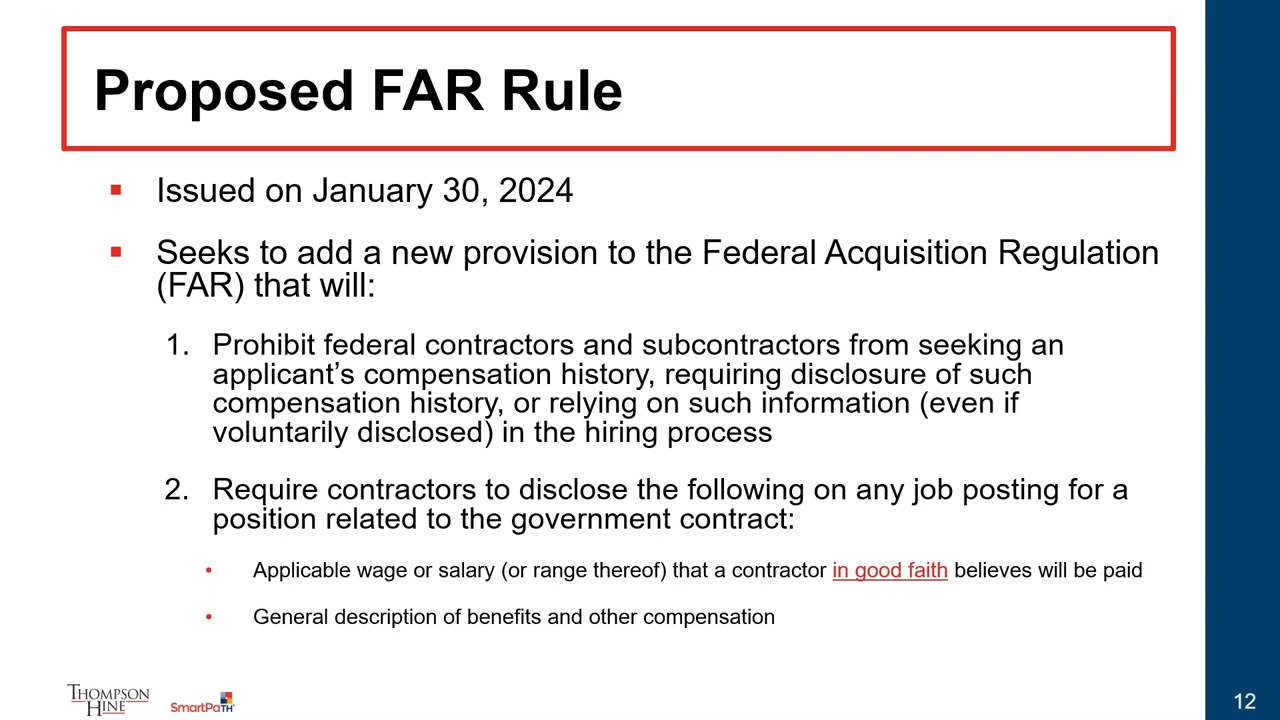 Proposed FAR Rule
Issued on January 30, 2024
Seeks to add a new provision to the Federal Acquisition Regulation
(FAR) that will:
1. Prohibit federal contractors and subcontractors from seeking an
applicant’s compensation history, requiring disclosure of such
compensation history, or relying on such information (even if
voluntarily disclosed) in the hiring process
2. Require contractors to disclose the following on any job posting for a
position related to the government contract:
• Applicable wage or salary (or range thereof) that a contractor in good faith believes will be paid
• General description of benefits and other compensation
THOMPSON
HINE
SmartPaTH
12